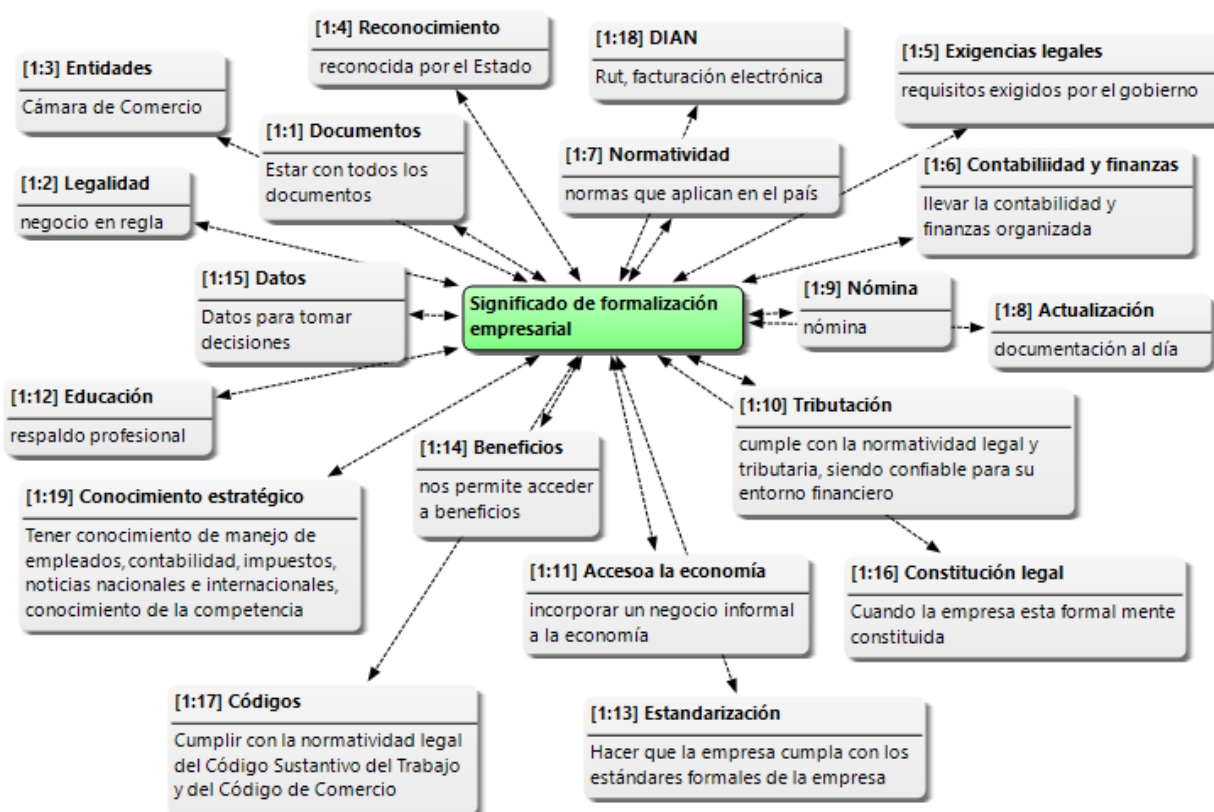 [1:4] Reconocimiento
reconocida por el Estado
[1:18] DIAN
Rut, facturación electrónica
[1:5] Exigencias legales
requisitos exigidos por el gobierno
[1:3] Entidades
Cámara de Comercio
[1:1] Documentos
Estar con todos los
documentos
[1:7] Normatividad
normas que aplican en el país
[1:6] Contabiliidad y finanzas
llevar la contabilidad y
finanzas organizada
[1:2] Legalidad
negocio en regla
[1:15] Datos
Datos para tomar
decisiones
Significado de formalización
empresarial
[1:9] Nómina
nómina
[1:8] Actualización
documentación al día
[1:12] Educación
respaldo profesional
[1:10] Tributación
cumple con la normatividad legal y
tributaria, siendo confiable para su
entorno financiero
[1:14] Beneficios
nos permite acceder
a beneficios
[1:19] Conocimiento estratégico
Tener conocimiento de manejo de
empleados, contabilidad, impuestos,
noticias nacionales e internacionales,
conocimiento de la competencia
[1:11] Accesoa la economía
incorporar un negocio informal
a la economía
[1:16] Constitución legal
Cuando la empresa esta formal mente
constituida
[1:17] Códigos
Cumplir con la normatividad legal
del Código Sustantivo del Trabajo
y del Código de Comercio
[1:13] Estandarización
Hacer que la empresa cumpla con los
estándares formales de la empresa